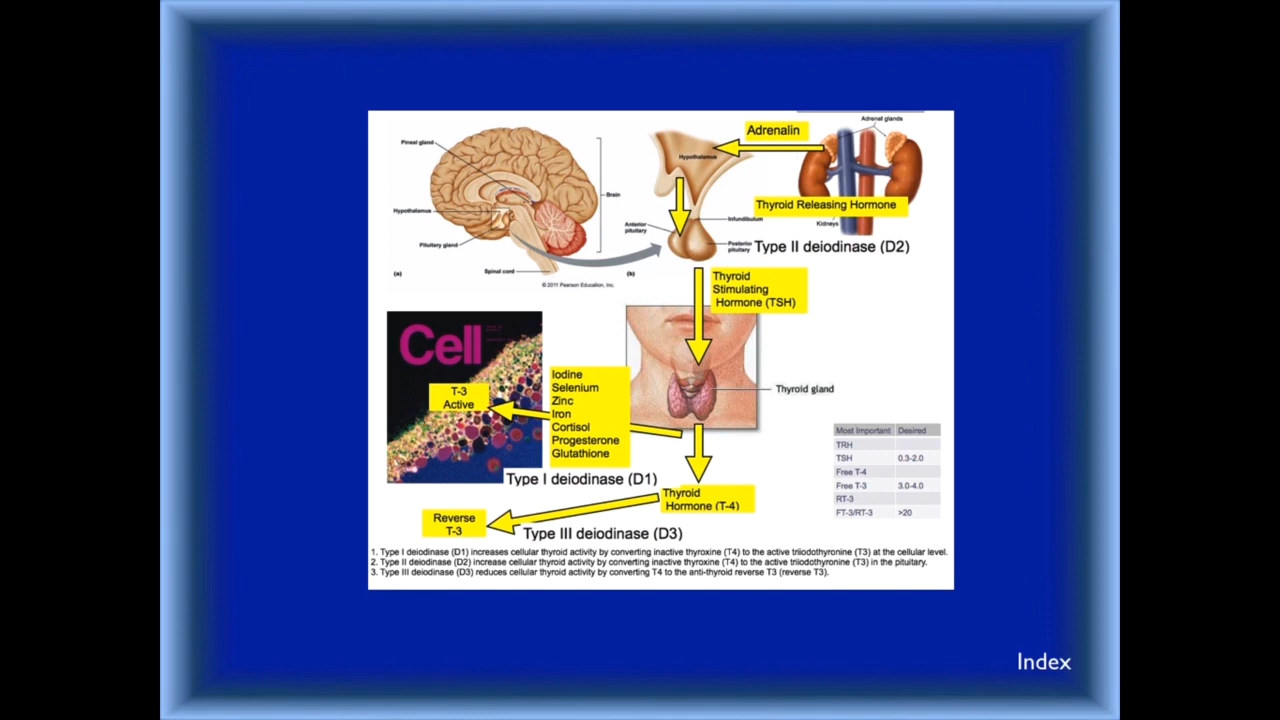 Adrenal glands
Adrenalin
Pineal gland
Hypothalamus
Brain
Hypothalamus
Thyroid Releasing Hormone
Infundibulum
Kidneys
Anterior
pituitary
Pituitary gland
Posterior
pituitary
Type II deiodinase (D2)
Spinal cord
(a)
(b)
© 2011 Pearson Education, Inc.
Thyroid
Stimulating
Hormone (TSH)
Cell
T-3
Active
Iodine
Selenium
Zinc
Iron
Cortisol
Progesterone
Glutathione
Thyroid gland
Most Important Desired
TRH
TSH 0.3-2.0
Free T-4
Free T-3 3.0-4.0
RT-3
FT-3/RT-3 >20
Type I deiodinase (D1)
Thyroid
Hormone (T-4)
Reverse
T-3
Type III deiodinase (D3)
1. Type I deiodinase (D1) increases cellular thyroid activity by converting inactive thyroxine (T4) to the active triiodothyronine (T3) at the cellular level.
2. Type II deiodinase (D2) increase cellular thyroid activity by converting inactive thyroxine (T4) to the active triiodothyronine (T3) in the pituitary.
3. Type III deiodinase (D3) reduces cellular thyroid activity by converting T4 to the anti-thyroid reverse T3 (reverse T3).
Index